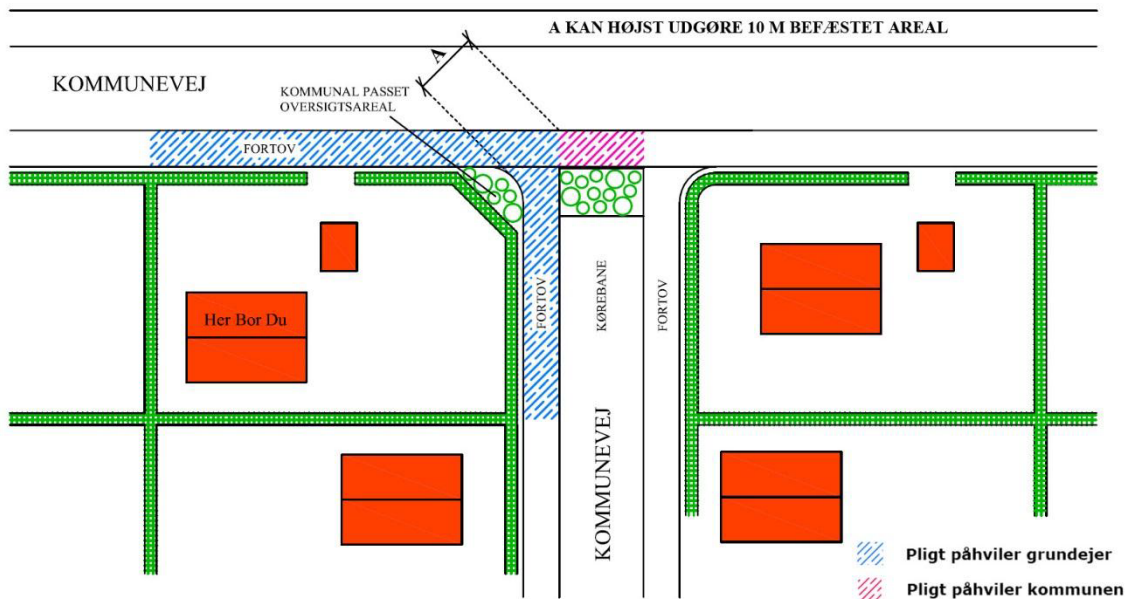 A KAN HØJST UDGØRE 10 M BEFÆSTET AREAL
A
KOMMUNEVEJ
KOMMUNAL PASSET
OVERSIGTSAREAL
FORTOV
Her Bor Du
FORTOV
KØREBANE
FORTOV
KOMMUNEVEJ
Pligt påhviler grundejer
Pligt påhviler kommunen